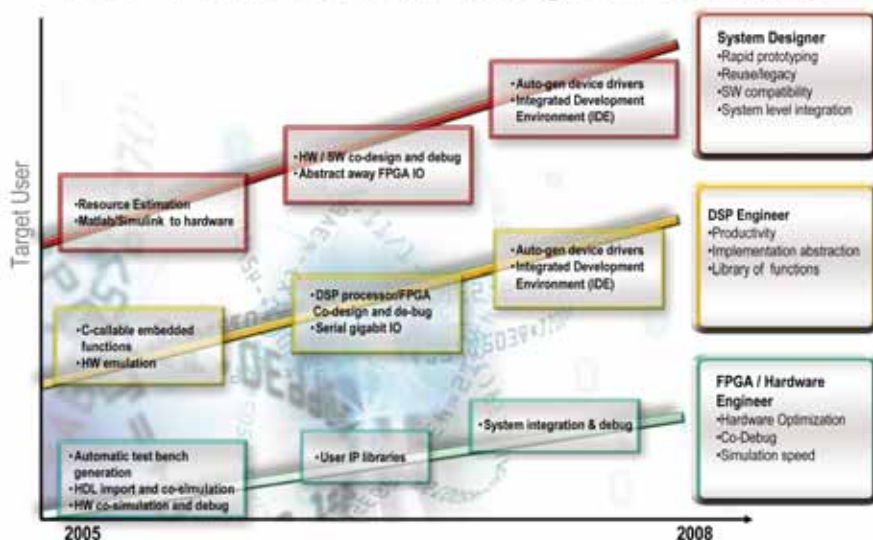 Target User
System Designer
•Rapid prototyping
•Reuse/legacy
•SW compatibility
•System level integration
•Auto-gen device drivers
•Integrated Development
Environment (IDE)
•HW / SW co-design and debug
•Abstract away FPGA IO
•Resource Estimation
•Matlab/Simulink to hardware
DSP Engineer
•Productivity
•Implementation abstraction
•Library of functions
•Auto-gen device drivers
•Integrated Development
Environment (IDE)
•DSP processor/FPGA
Co-design and de-bug
•Serial gigabit IO
•C-callable embedded
functions
•HW emulation
FPGA / Hardware
Engineer
•Hardware Optimization
•Co-Debug
•Simulation speed
•System integration & debug
•User IP libraries
•Automatic test bench
generation
•HDL import and co-simulation
•HW co-simulation and debug
2005
2008